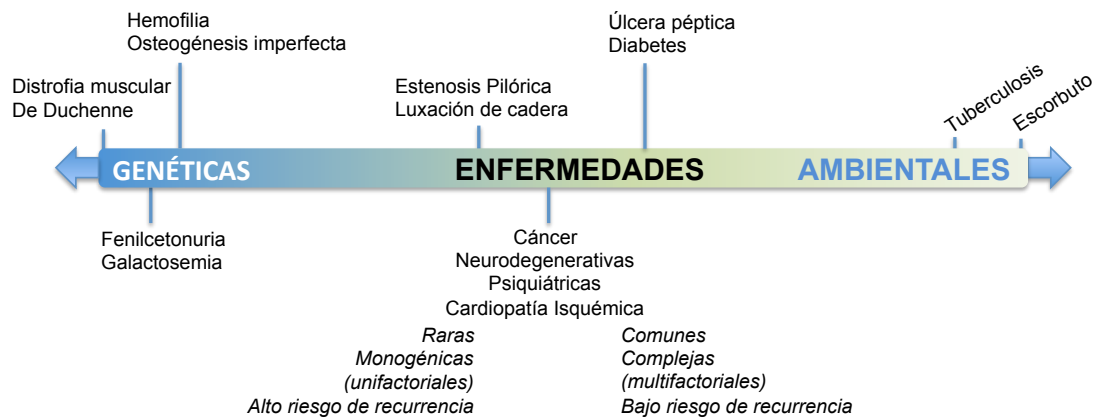 Hemofilia
Osteogénesis imperfecta
Úlcera péptica
Diabetes
Distrofia muscular
De Duchenne
Estenosis Pilórica
Luxación de cadera
Tuberculosis
Escorbuto
GENÉTICAS
ENFERMEDADES
AMBIENTALES
Fenilcetonuria
Galactosemia
Cáncer
Neurodegenerativas
Psiquiátricas
Cardiopatía Isquémica
Raras
Monogénicas
(unifactoriales)
Alto riesgo de recurrencia
Comunes
Complejas
(multifactoriales)
Bajo riesgo de recurrencia